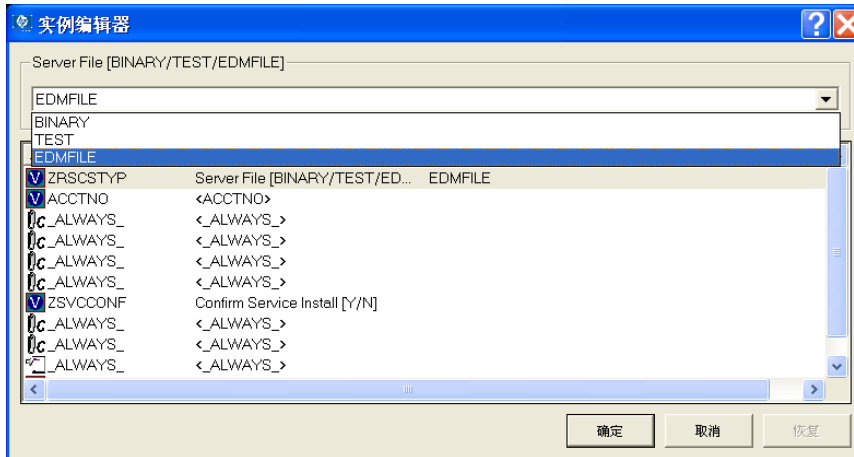 实例编辑器
Server File [BINARY/TEST/EDMFILE]
EDMFILE
BINARY
TEST
EDMFILE
ZRSCSTYP Server File [BINARY/TEST/ED... EDMFILE
ACCTNO <ACCTNO>
_ALWAYS_ <_ALWAYS_>
_ALWAYS_ <_ALWAYS_>
_ALWAYS_ <_ALWAYS_>
_ALWAYS_ <_ALWAYS_>
ZSVCCONF Confirm Service Install [Y/N]
_ALWAYS_ <_ALWAYS_>
_ALWAYS_ <_ALWAYS_>
_ALWAYS_ <_ALWAYS_>
确定 取消 恢复